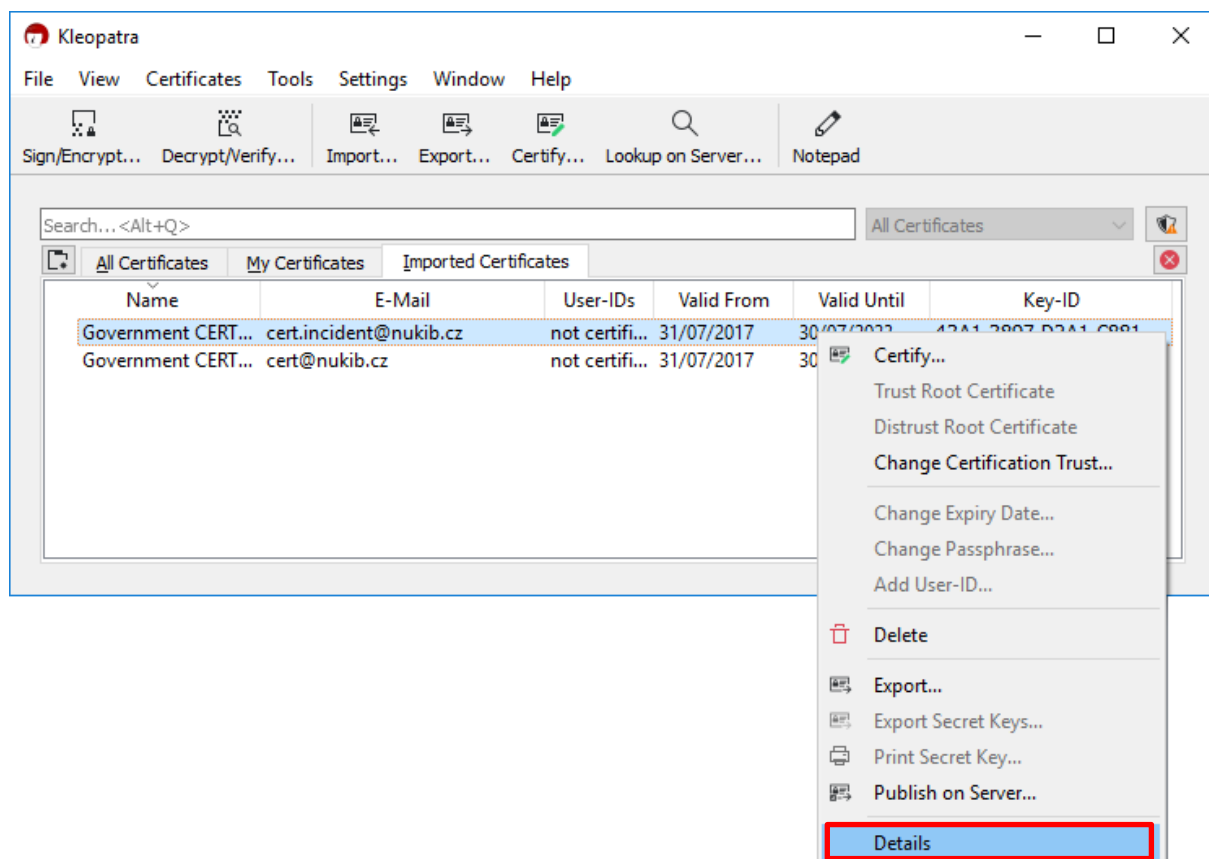 Kleopatra
File View Certificates Tools Settings Window Help
Sign/Encrypt... Decrypt/Verify... Import... Export... Certify... Lookup on Server... Notepad
Search...<Alt+Q> All Certificates
All Certificates My Certificates Imported Certificates
Name E-Mail User-IDs Valid From Valid Until Key-ID
Government CERT... cert.incident@nukib.cz not certifi... 31/07/2017
Government CERT... cert@nukib.cz not certifi... 31/07/2017 30
Certify...
Trust Root Certificate
Distrust Root Certificate
Change Certification Trust...
Change Expiry Date...
Change Passphrase...
Add User-ID...
Delete
Export...
Export Secret Keys...
Print Secret Key...
Publish on Server...
Details